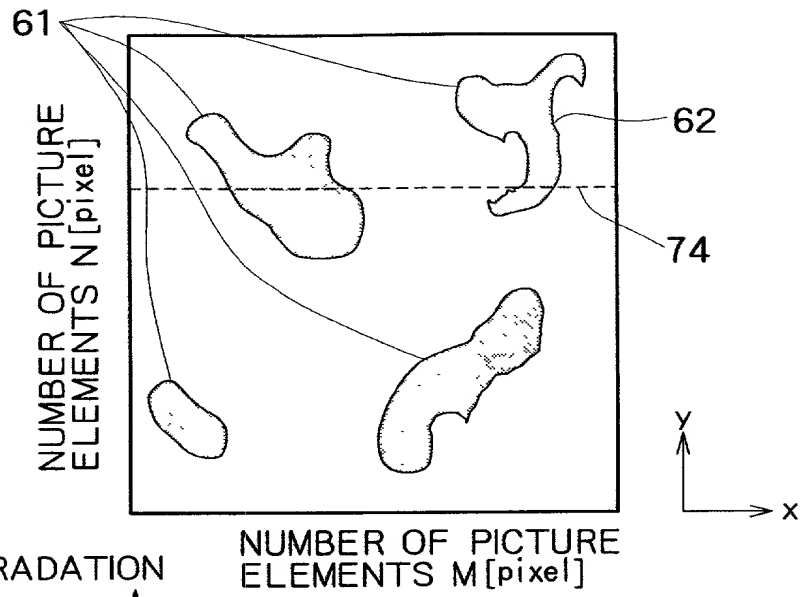 61
62
74
NUMBER OF PICTURE
ELEMENTS N [pixel]
y
x
NUMBER OF PICTURE
ELEMENTS M [pixel]
RADATION